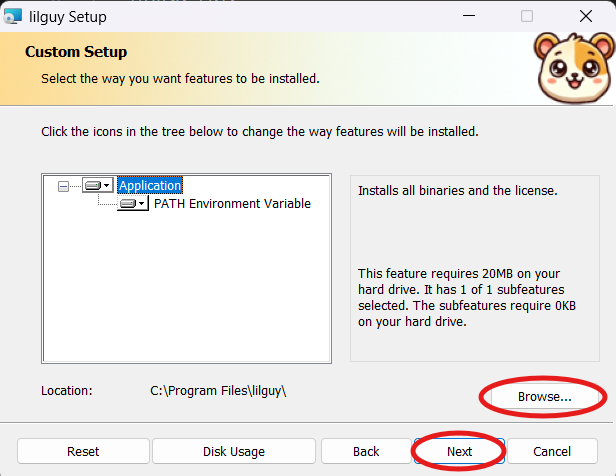 lilguy Setup
Custom Setup
Select the way you want features to be installed.
Click the icons in the tree below to change the way features will be installed.
Application
PATH Environment Variable
Installs all binaries and the license.
This feature requires 20MB on your
hard drive. It has 1 of 1 subfeatures
selected. The subfeatures require 0KB
on your hard drive.
Location: C:\Program Files\lilguy\
Browse...
Reset Disk Usage Back Next Cancel